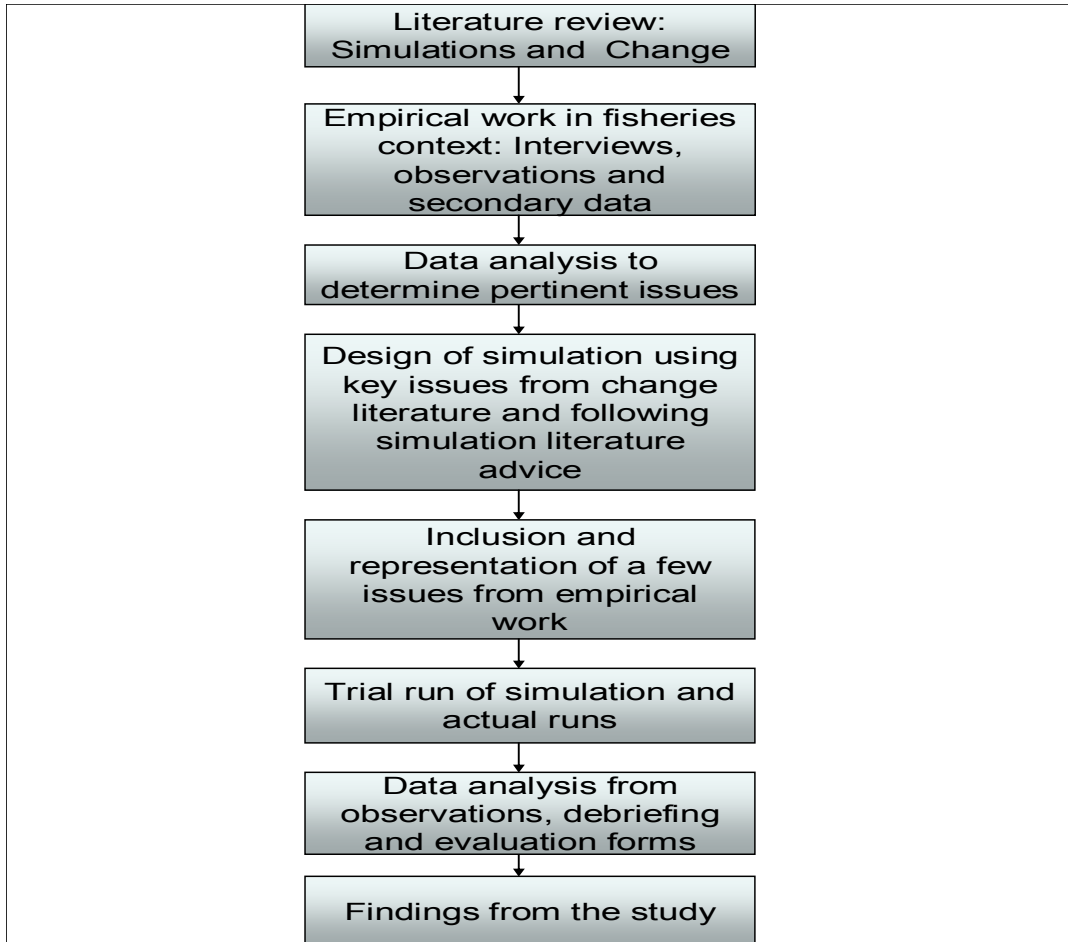 Literature review:
Simulations and  Change
Empirical work in fisheries
context: Interviews,
observations and
secondary data
Data analysis to
determine pertinent issues
Design of simulation using
key issues from change
literature and following
simulation literature
advice
Inclusion and
representation of a few
issues from empirical
work
Trial run of simulation and
actual runs
Data analysis from
observations, debriefing
and evaluation forms
Findings from the study